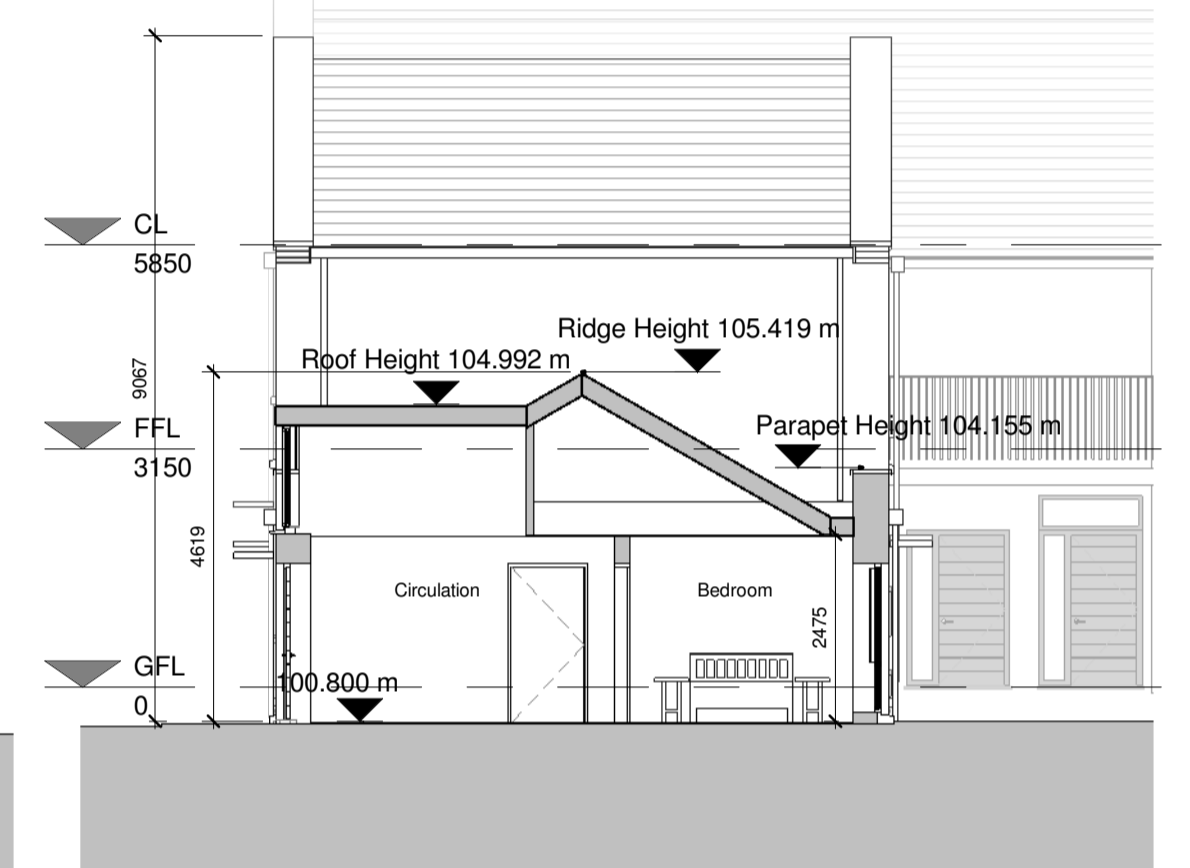 CL
5850
Ridge Height 105.419 m
Roof Height 104.992 m
9067
FFL
3150
Parapet Height 104.155 m
4619
Circulation
Bedroom
2475
GFL
0
100.800 m